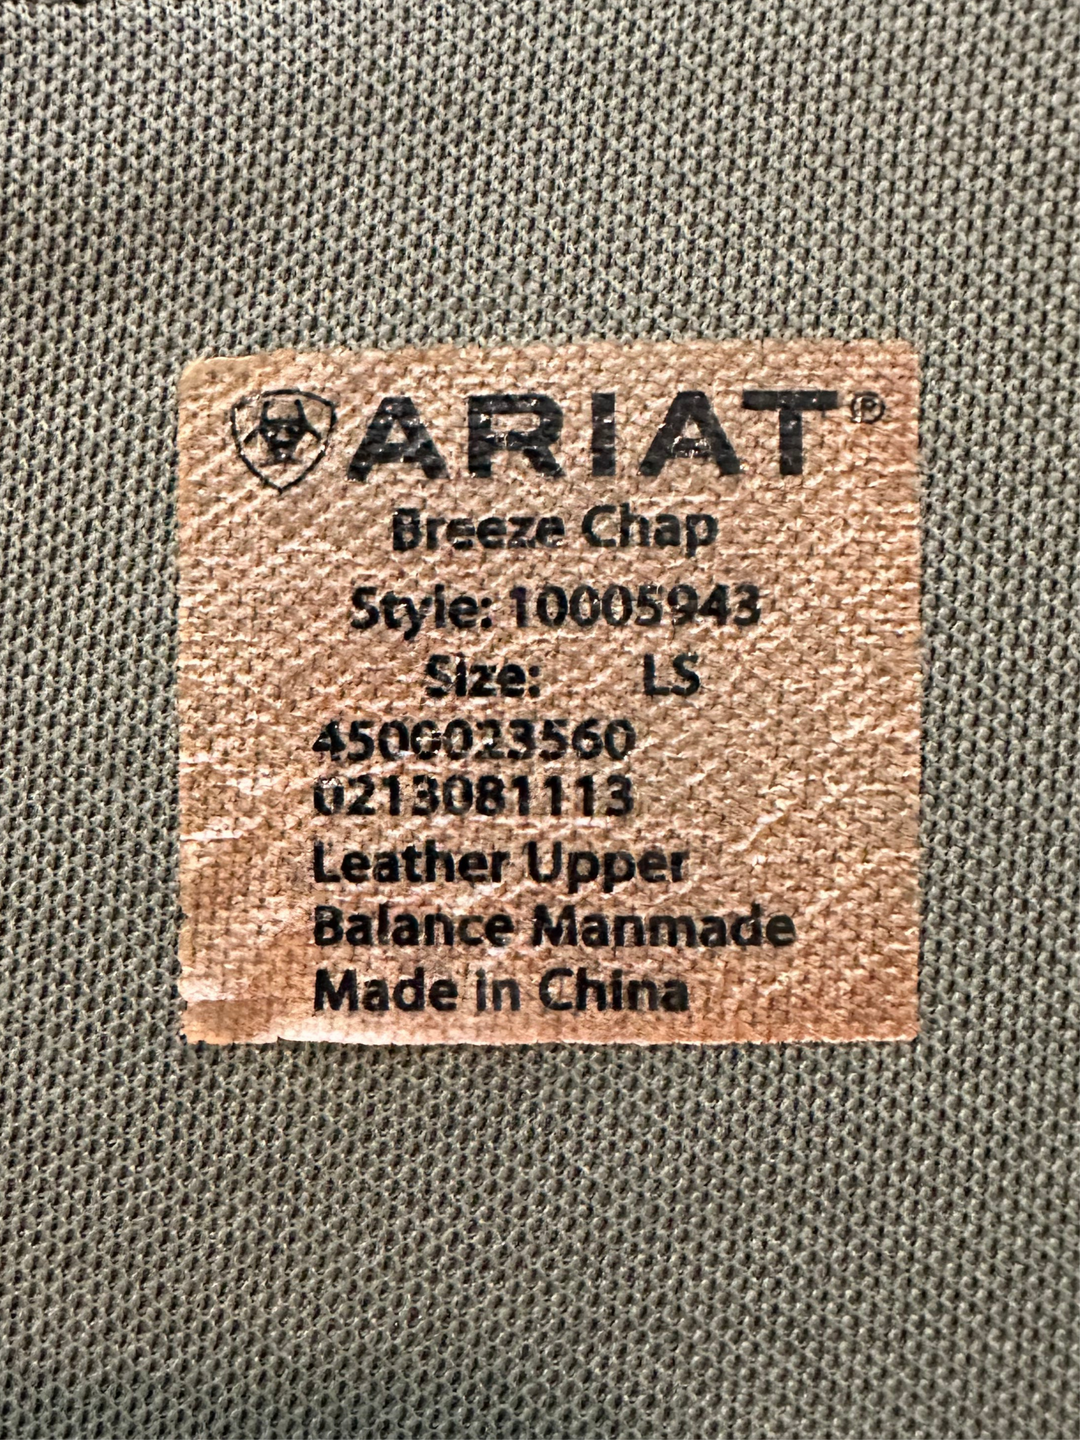 ARIAT®
Breeze Chap
Style: 10005943
Size: LS
4500023560
0213081113
Leather Upper
Balance Manmade
Made in China